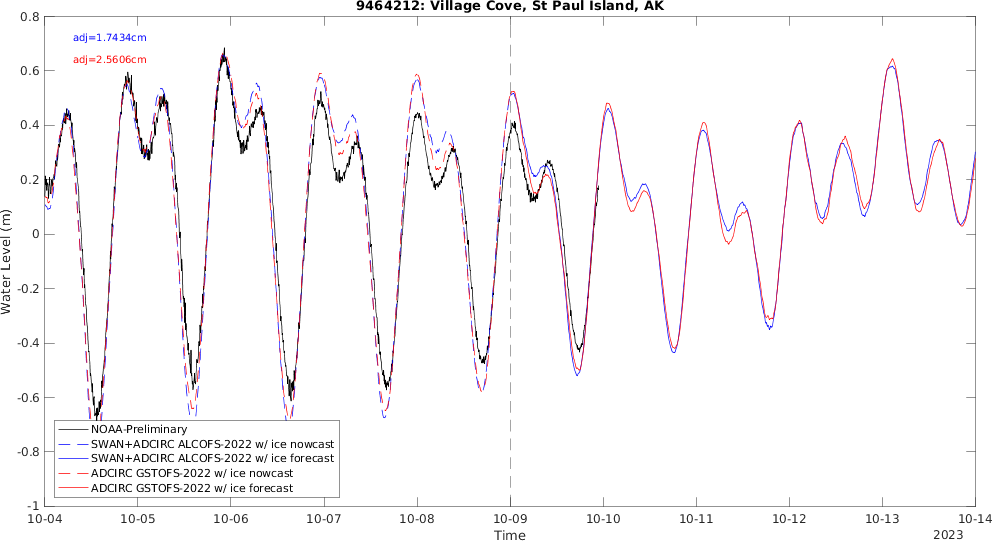 9464212: Village Cove, St Paul Island, AK
adj=1.7434cm
adj=2.5606cm
Water Level (m)
0.8
0.6
0.4
0.2
0
-0.2
-0.4
-0.6
-0.8
-1
NOAA-Preliminary
SWAN+ADCIRC ALCOFS-2022 w/ ice nowcast
SWAN+ADCIRC ALCOFS-2022 w/ ice forecast
ADCIRC GSTOFS-2022 w/ ice nowcast
ADCIRC GSTOFS-2022 w/ ice forecast
10-04 10-05 10-06 10-07 10-08 10-09 10-10 10-11 10-12 10-13 10-14
Time
2023